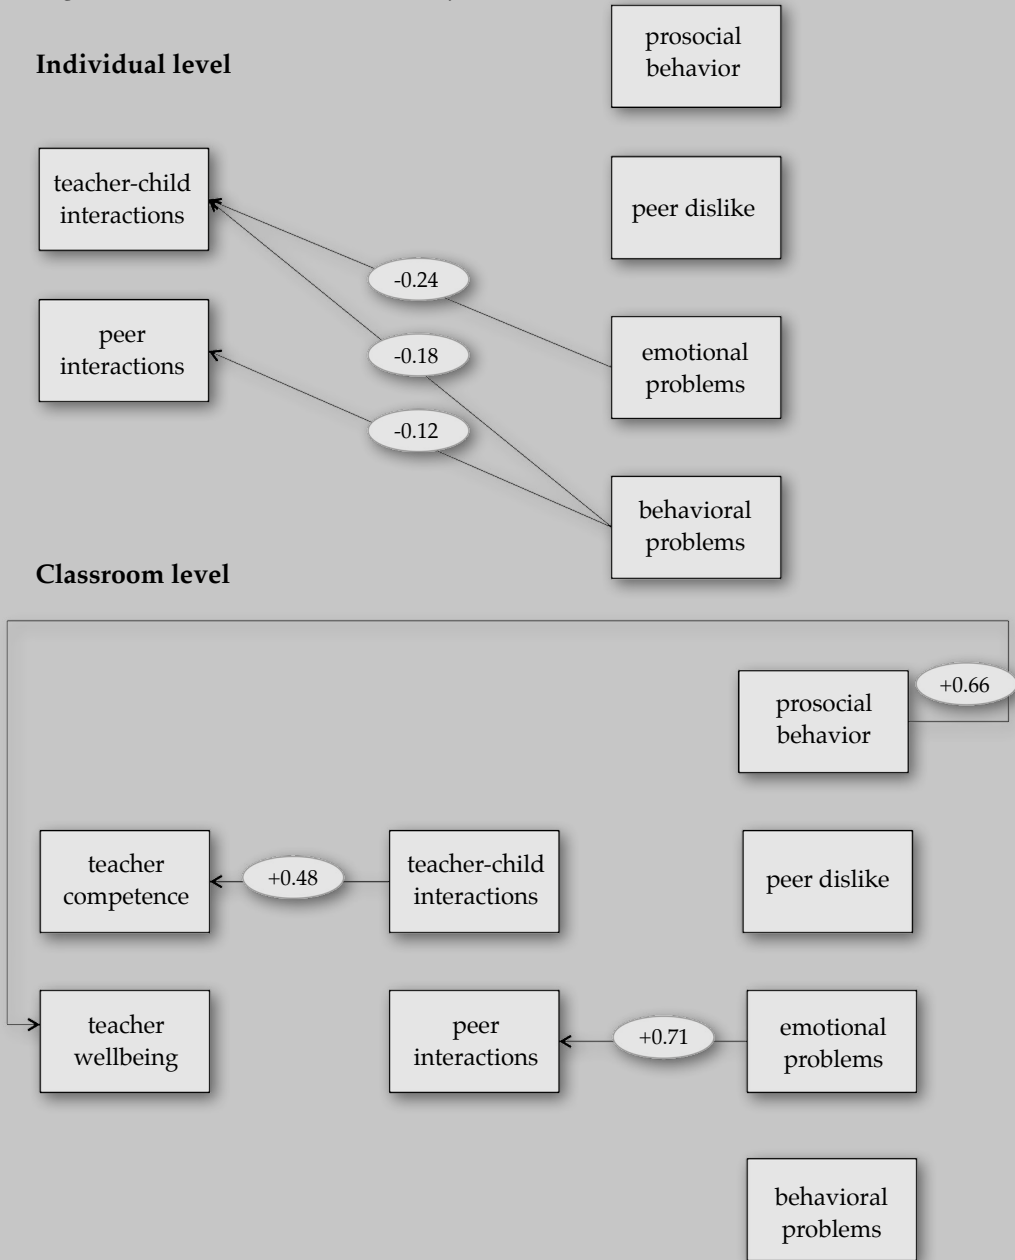 Individual level
prosocial
behavior
teacher-child
interactions
peer dislike
-0.24
peer
interactions
-0.18
emotional
problems
-0.12
behavioral
problems
Classroom level
prosocial
behavior
+0.66
teacher
competence
+0.48
teacher-child
interactions
peer dislike
teacher
wellbeing
peer
interactions
+0.71
emotional
problems
behavioral
problems